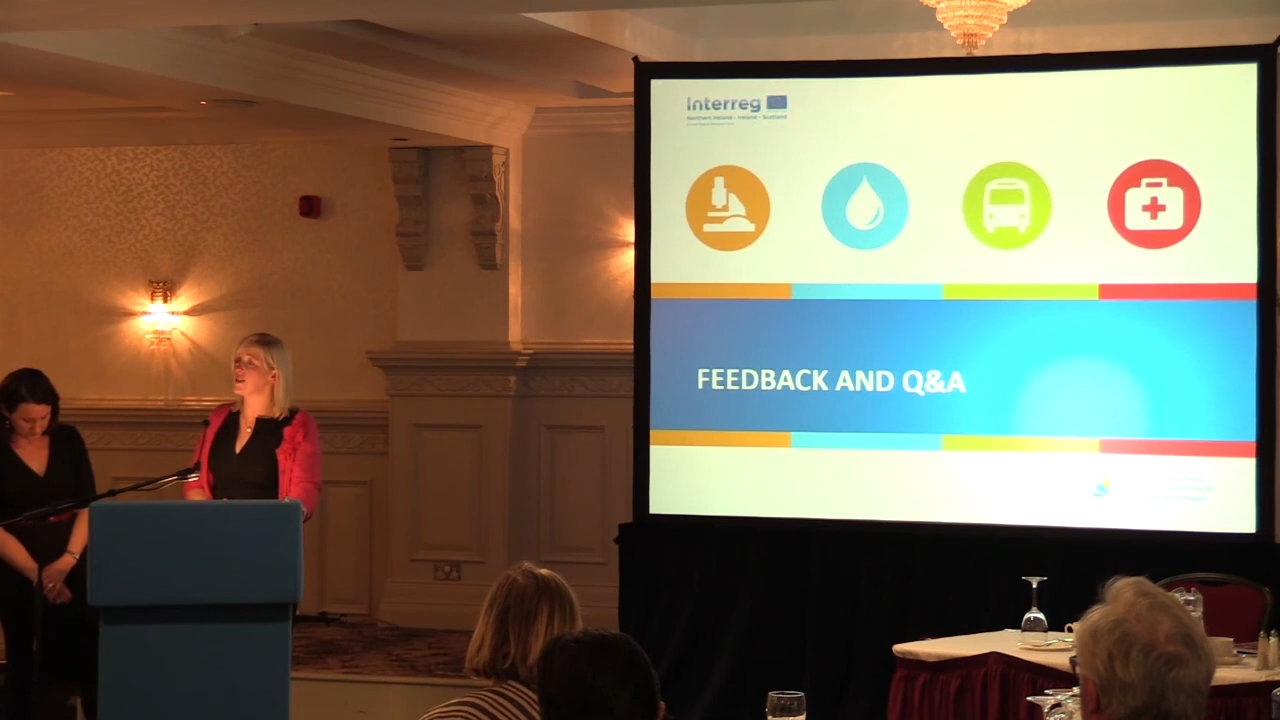 Interreg
Northern Ireland - Ireland - Scotland
FEEDBACK AND Q&A